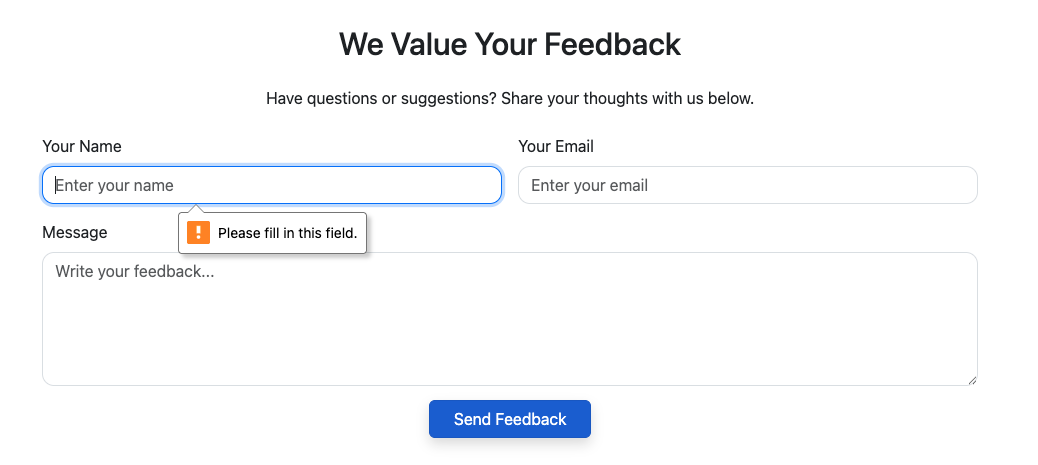 We Value Your Feedback
Have questions or suggestions? Share your thoughts with us below.
Your Name
Your Email
Enter your name
Enter your email
Please fill in this field.
Message
Write your feedback...
Send Feedback